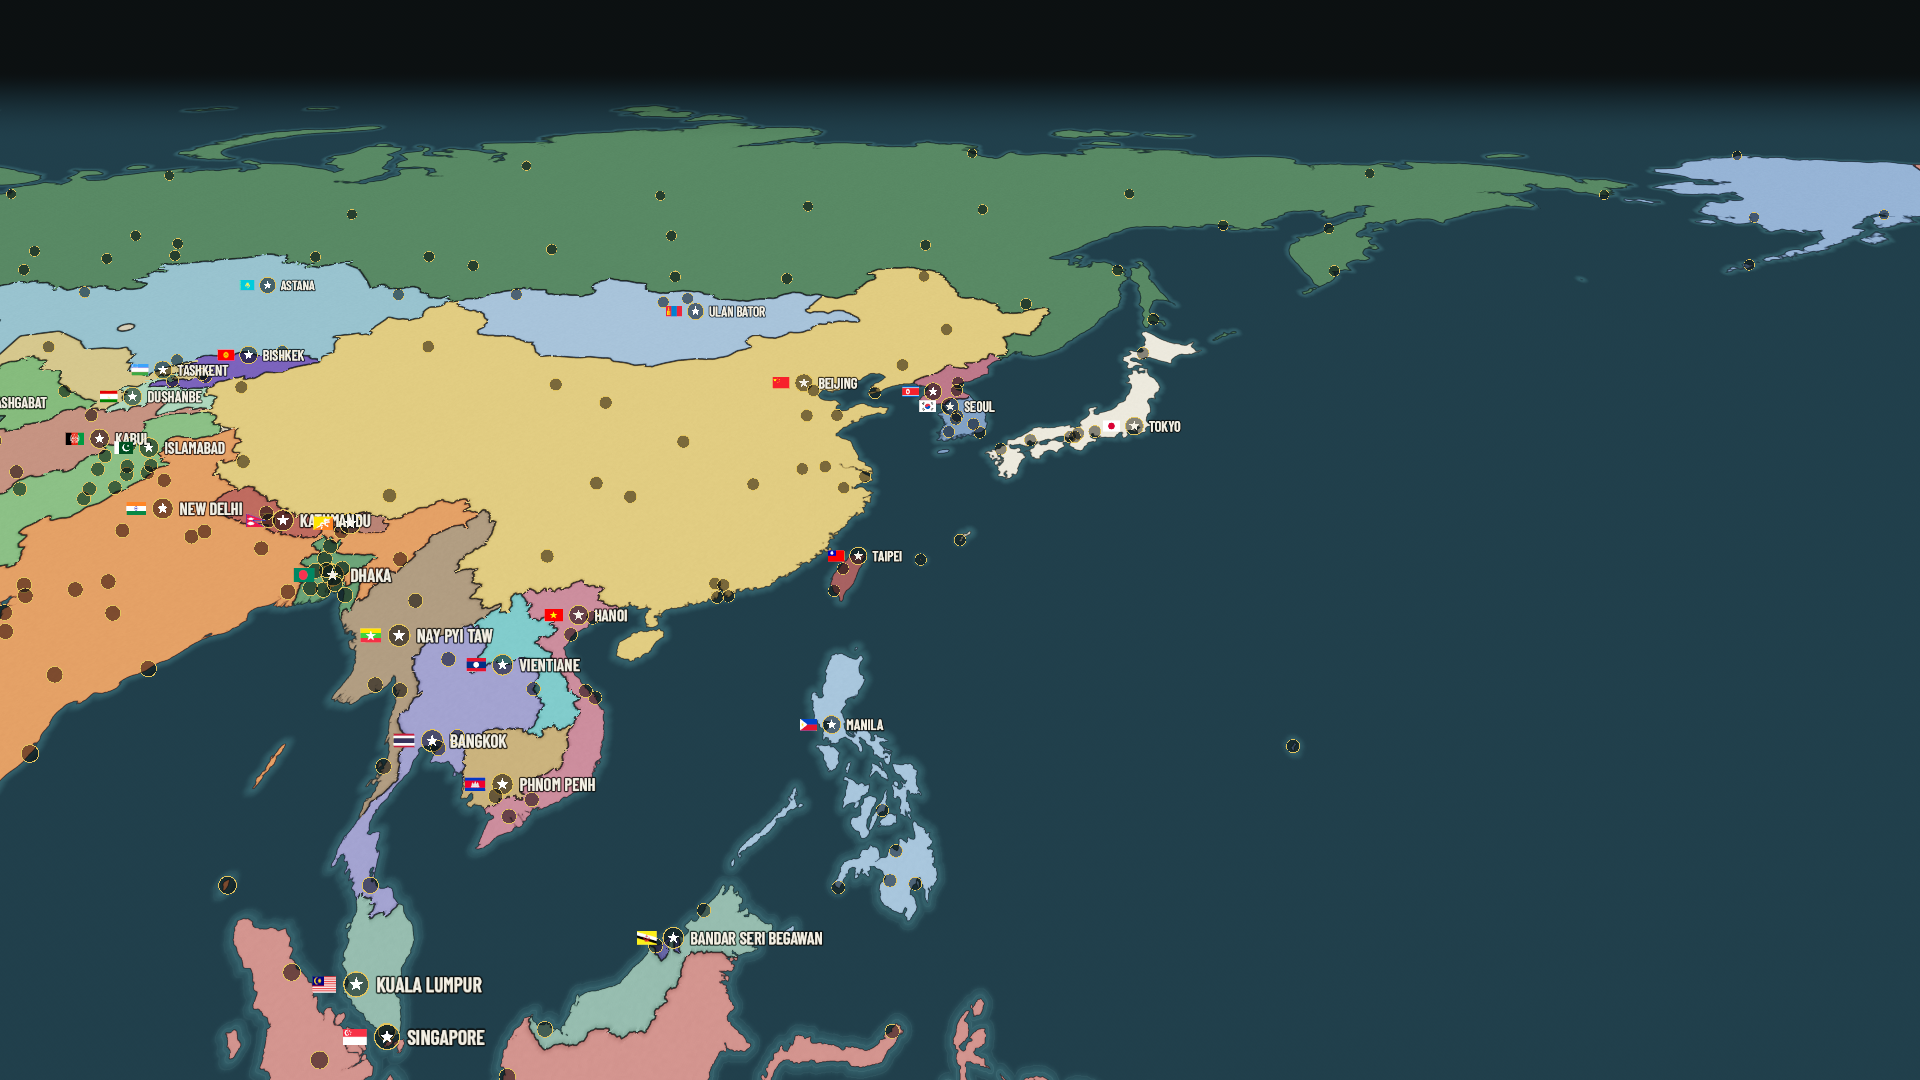 ASTANA
ULAN BATOR
BISHKEK
TASHKENT
BEIJING
DUSHANBE
SHGABAT
SEOUL
TOKYO
KABUL
ISLAMABAD
NEW DELHI
KATHMANDU
TAIPEI
DHAKA
HANOI
NAY PYI TAW
VIENTIANE
MANILA
BANGKOK
PHNOM PENH
BANDAR SERI BEGAWAN
KUALA LUMPUR
SINGAPORE